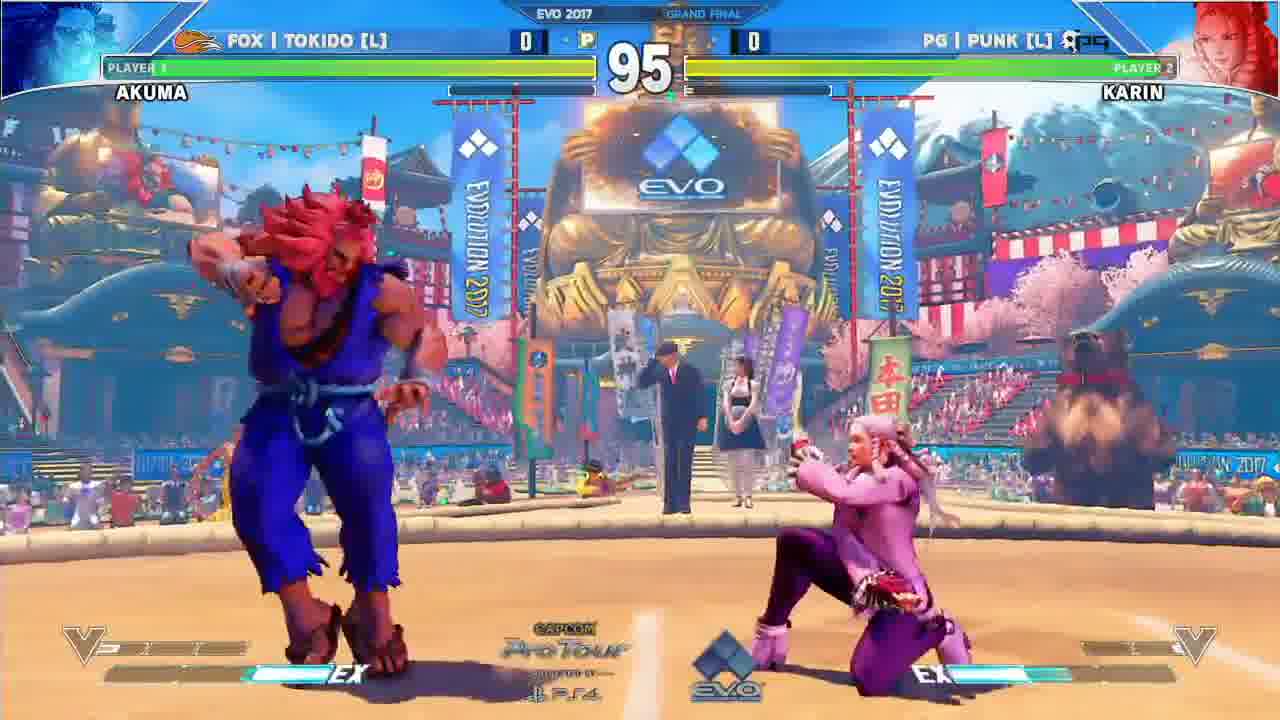 EVO 2017
GRAND FINAL
FOX | TOKIDO [L]
0
P
95
0
PG | PUNK [L]
PLAYER 1
PLAYER 2
AKUMA
KARIN
EVO
EVOLUTION 2017
EVOLUTION 2017
本田
EX
EX
CAPCOM
PRO TOUR
PS4
EVO